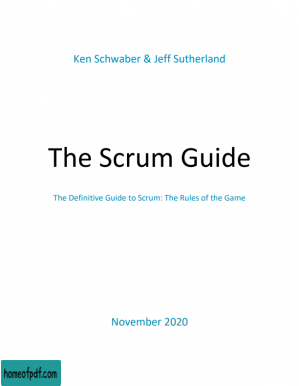 Ken Schwaber & Jeff Sutherland
The Scrum Guide
The Definitive Guide to Scrum: The Rules of the Game
November 2020
homeofpdf.com